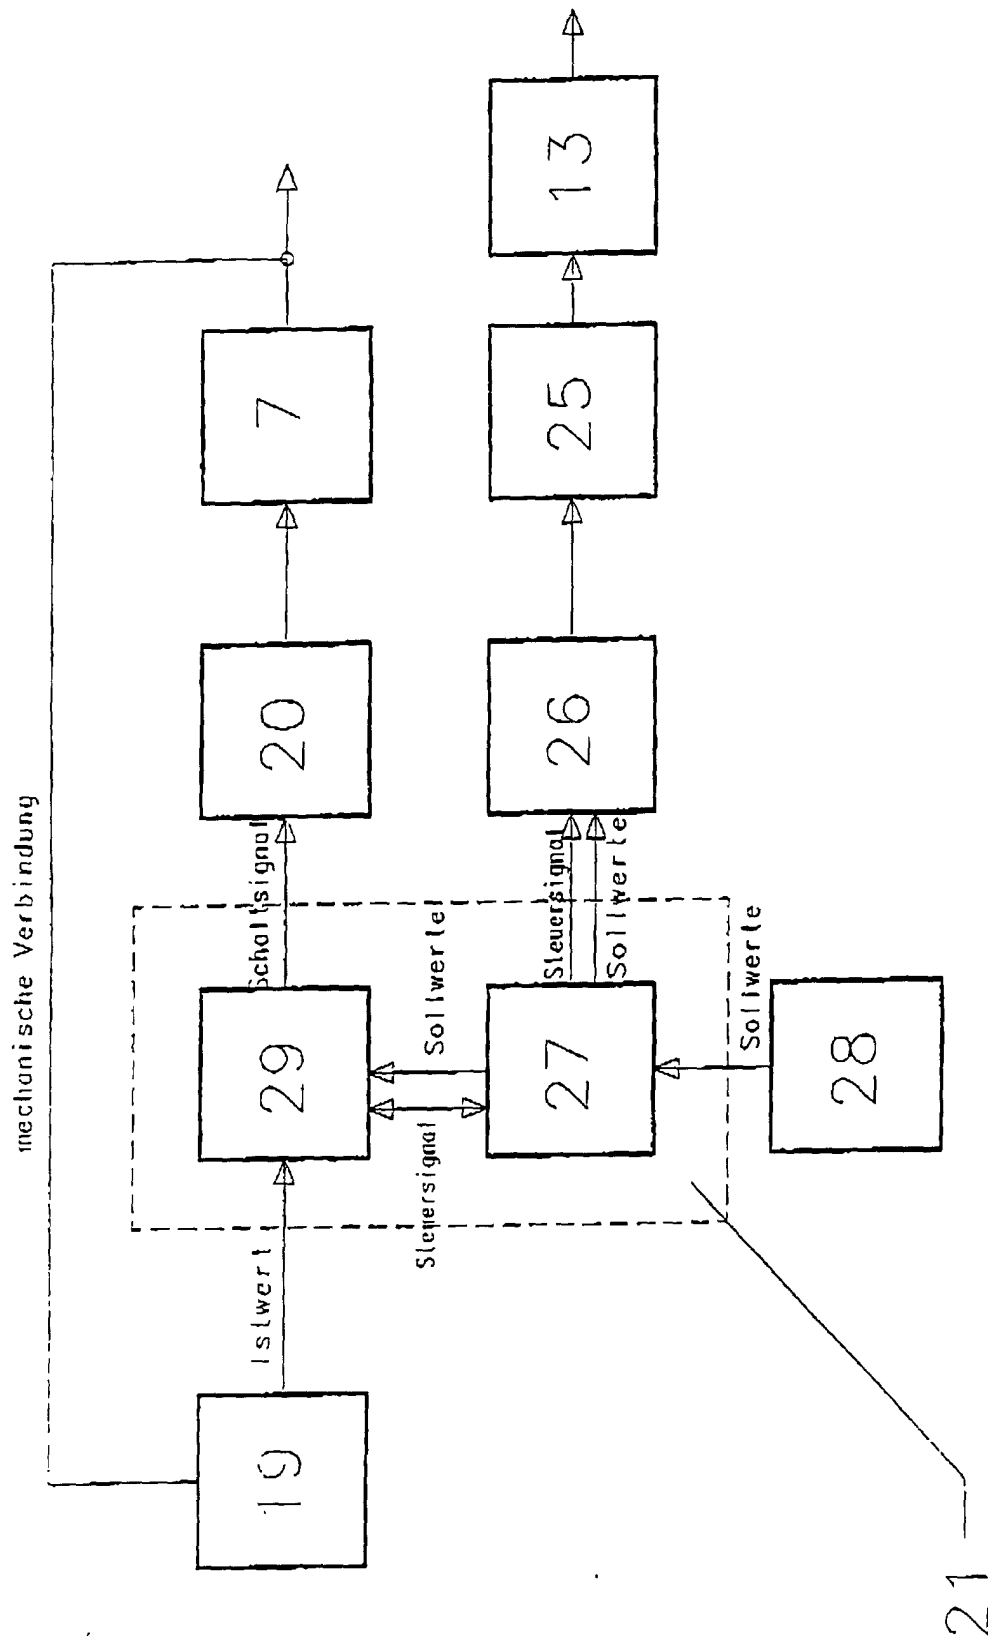 mechanische Verbindung
19
Istwert
29
Schaltsignal
20
7
Steuersignal
Sollwerte
27
Steuersignal
Sollwerte
26
25
13
Sollwerte
28
21